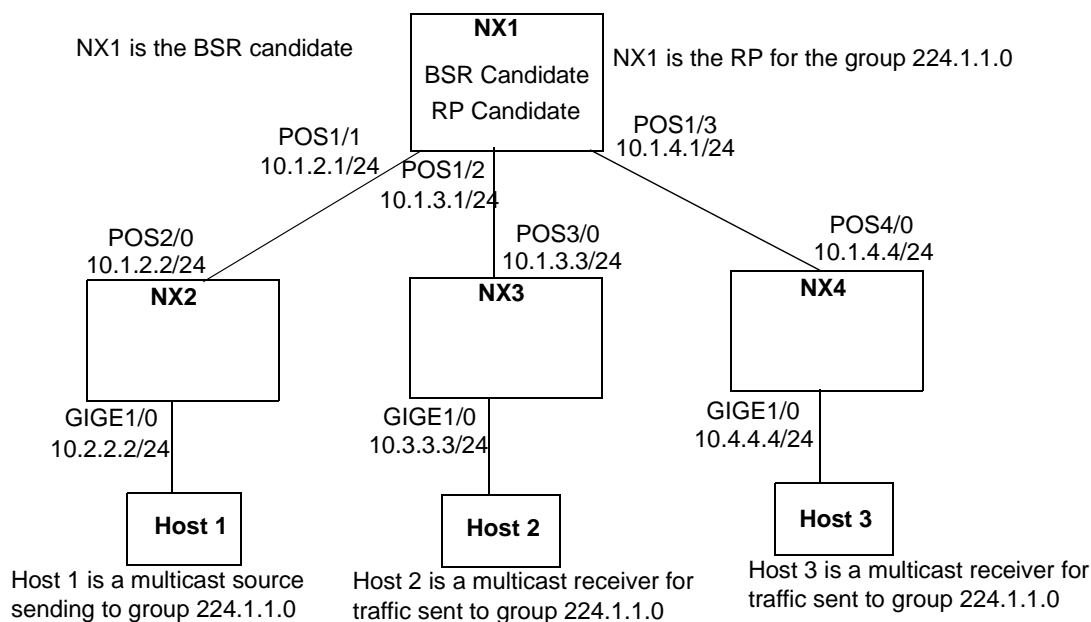 NX1
NX1 is the BSR candidate
NX1 is the RP for the group 224.1.1.0
BSR Candidate
RP Candidate
POS1/1
10.1.2.1/24
POS1/2
10.1.3.1/24
POS1/3
10.1.4.1/24
POS2/0
10.1.2.2/24
POS3/0
10.1.3.3/24
POS4/0
10.1.4.4/24
NX2
NX3
NX4
GIGE1/0
10.2.2.2/24
GIGE1/0
10.3.3.3/24
GIGE1/0
10.4.4.4/24
Host 1
Host 2
Host 3
Host 1 is a multicast source
sending to group 224.1.1.0
Host 2 is a multicast receiver for
traffic sent to group 224.1.1.0
Host 3 is a multicast receiver for
traffic sent to group 224.1.1.0